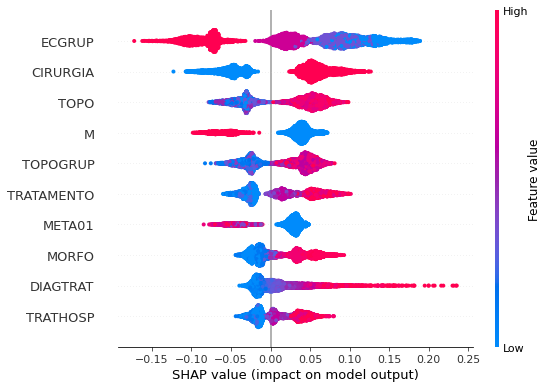 High
ECGRUP
CIRURGIA
TOPO
M
TOPOGRUP
TRATAMENTO
META01
MORFO
DIAGTRAT
TRATHOSP
Feature value
Low
−0.15 −0.10 −0.05 0.00 0.05 0.10 0.15 0.20 0.25
SHAP value (impact on model output)